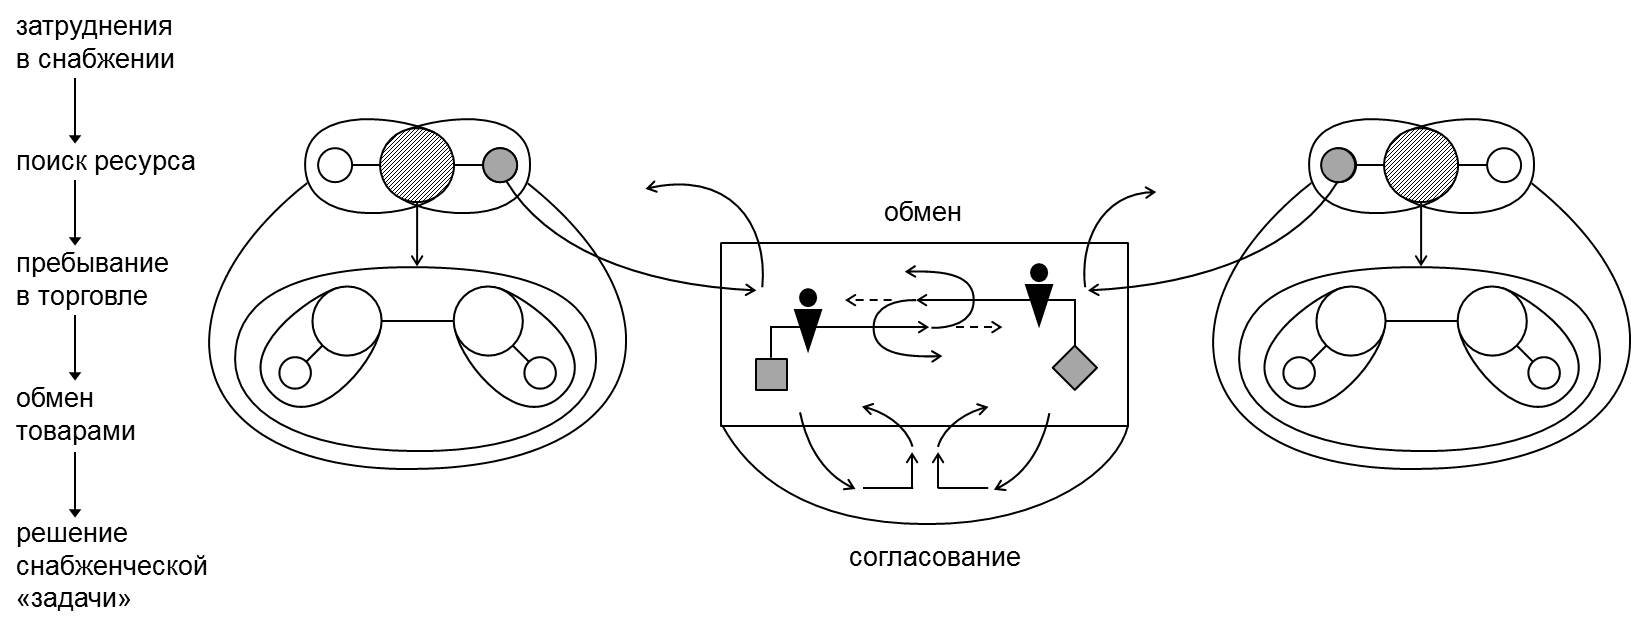 затруднения
в снабжении
поиск ресурса
пребывание
в торговле
обмен
товарами
решение
снабженческой
«задачи»
обмен
согласование